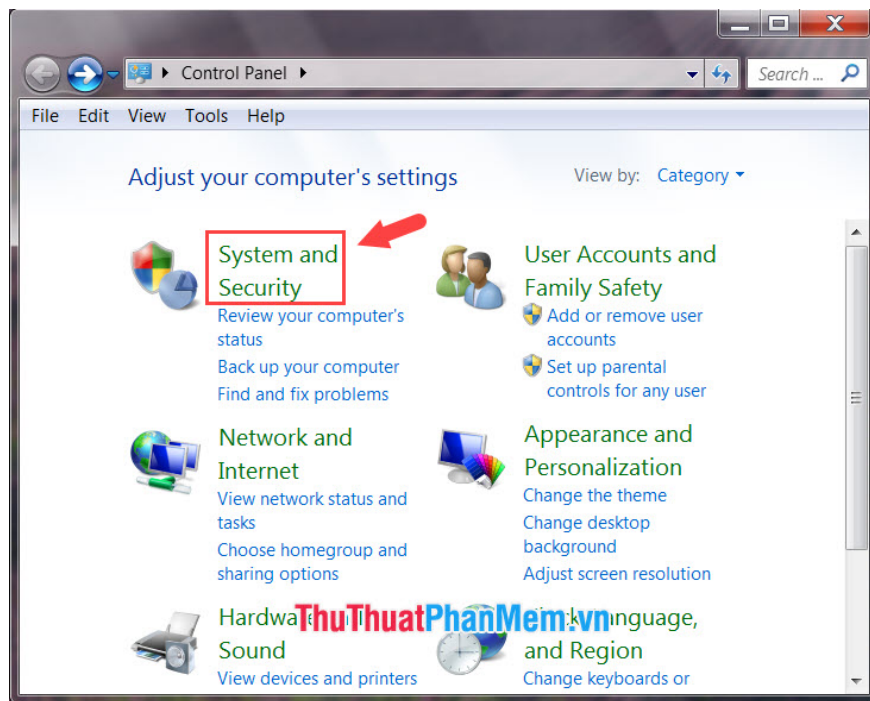 Control Panel
Search ...
File Edit View Tools Help
Adjust your computer's settings
View by: Category
System and
Security
Review your computer's
status
Back up your computer
Find and fix problems
User Accounts and
Family Safety
Add or remove user
accounts
Set up parental
controls for any user
Network and
Internet
View network status and
tasks
Choose homegroup and
sharing options
Appearance and
Personalization
Change the theme
Change desktop
background
Adjust screen resolution
Sound
View devices and printers
ThuThuatPhanMem.vn
and Region
Change keyboards or